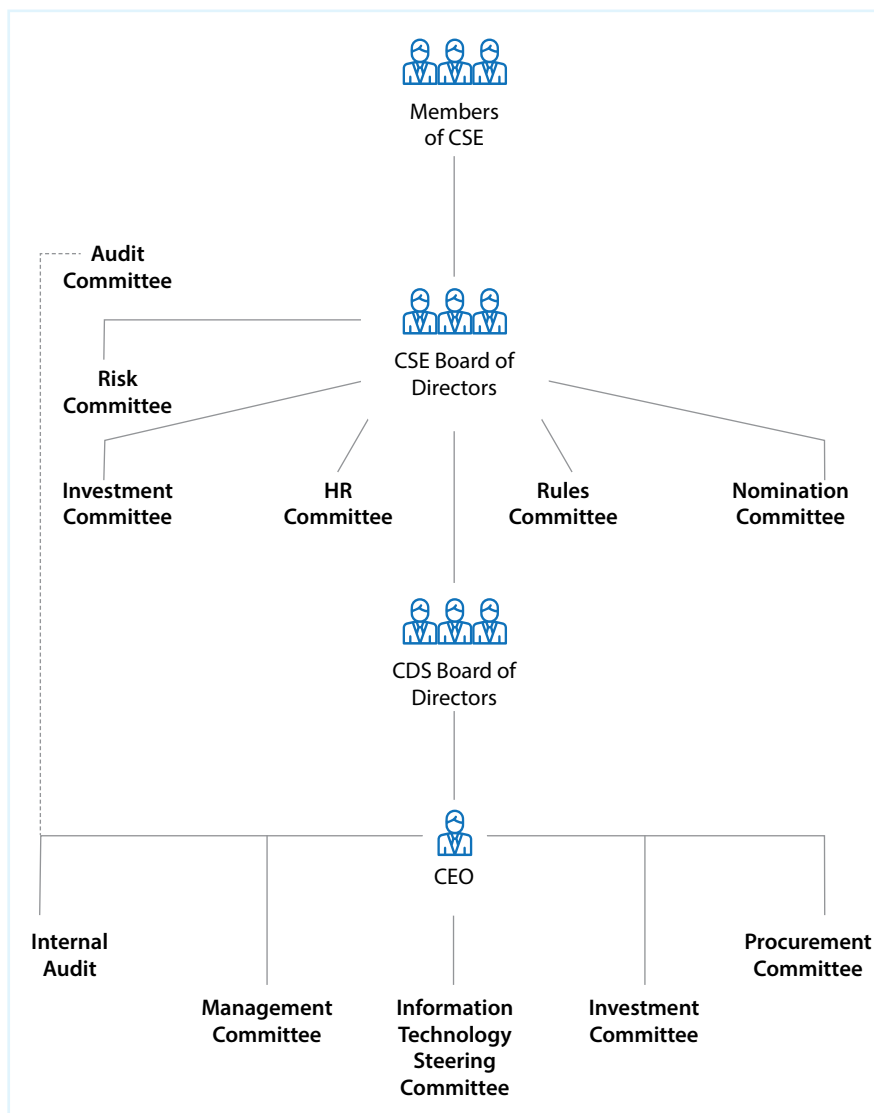 Members
of CSE
Audit
Committee
CSE Board of
Directors
Risk
Committee
Investment
Committee
HR
Committee
Rules
Committee
Nomination
Committee
CDS Board of
Directors
CEO
Internal
Audit
Procurement
Committee
Management
Committee
Information
Technology
Steering
Committee
Investment
Committee